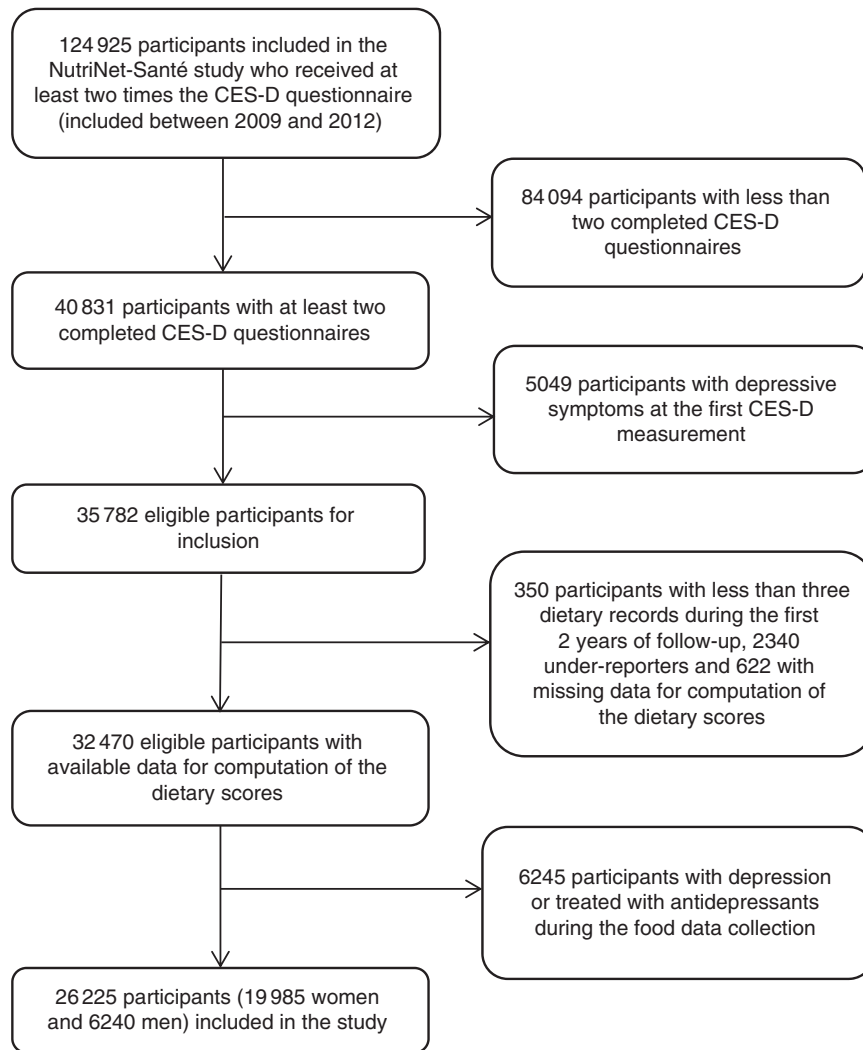 124 925 participants included in the
NutriNet-Santé study who received at
least two times the CES-D questionnaire
(included between 2009 and 2012)
84 094 participants with less than
two completed CES-D
questionnaires
40 831 participants with at least two
completed CES-D questionnaires
5049 participants with depressive
symptoms at the first CES-D
measurement
35 782 eligible participants for
inclusion
350 participants with less than three
dietary records during the first
2 years of follow-up, 2340
under-reporters and 622 with
missing data for computation of
the dietary scores
32 470 eligible participants with
available data for computation of the
dietary scores
6245 participants with depression
or treated with antidepressants
during the food data collection
26 225 participants (19 985 women
and 6240 men) included in the study